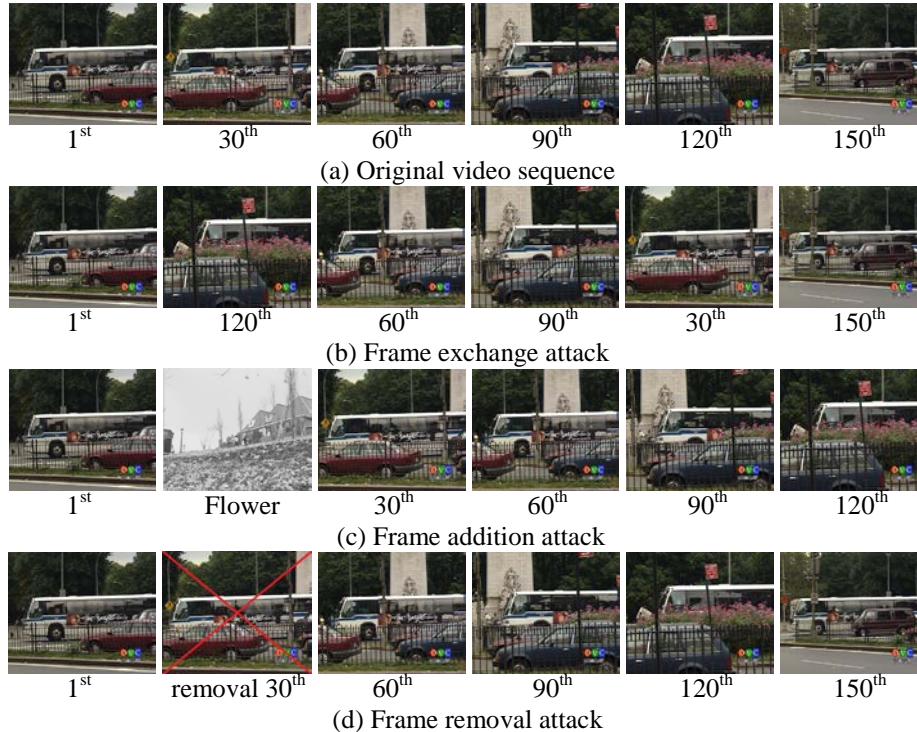 1st 30th 60th 90th 120th 150th
(a) Original video sequence
1st 120th 60th 90th 30th 150th
(b) Frame exchange attack
1st Flower 30th 60th 90th 120th
(c) Frame addition attack
1st removal 30th 60th 90th 120th 150th
(d) Frame removal attack